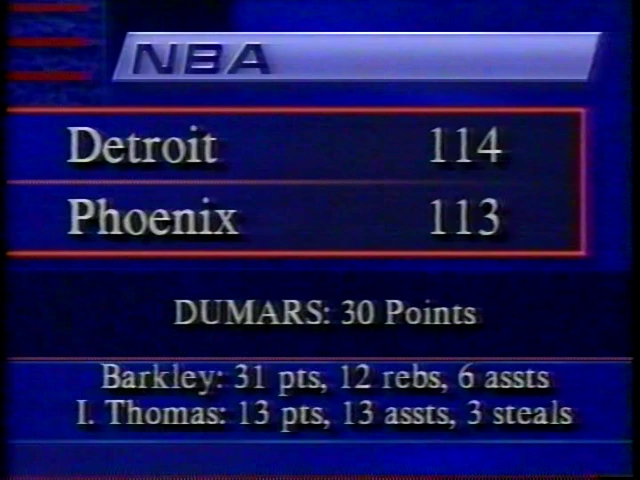 NBA
Detroit 114
Phoenix 113
DUMARS: 30 Points
Barkley: 31 pts, 12 rebs, 6 assts
I. Thomas: 13 pts, 13 assts, 3 steals